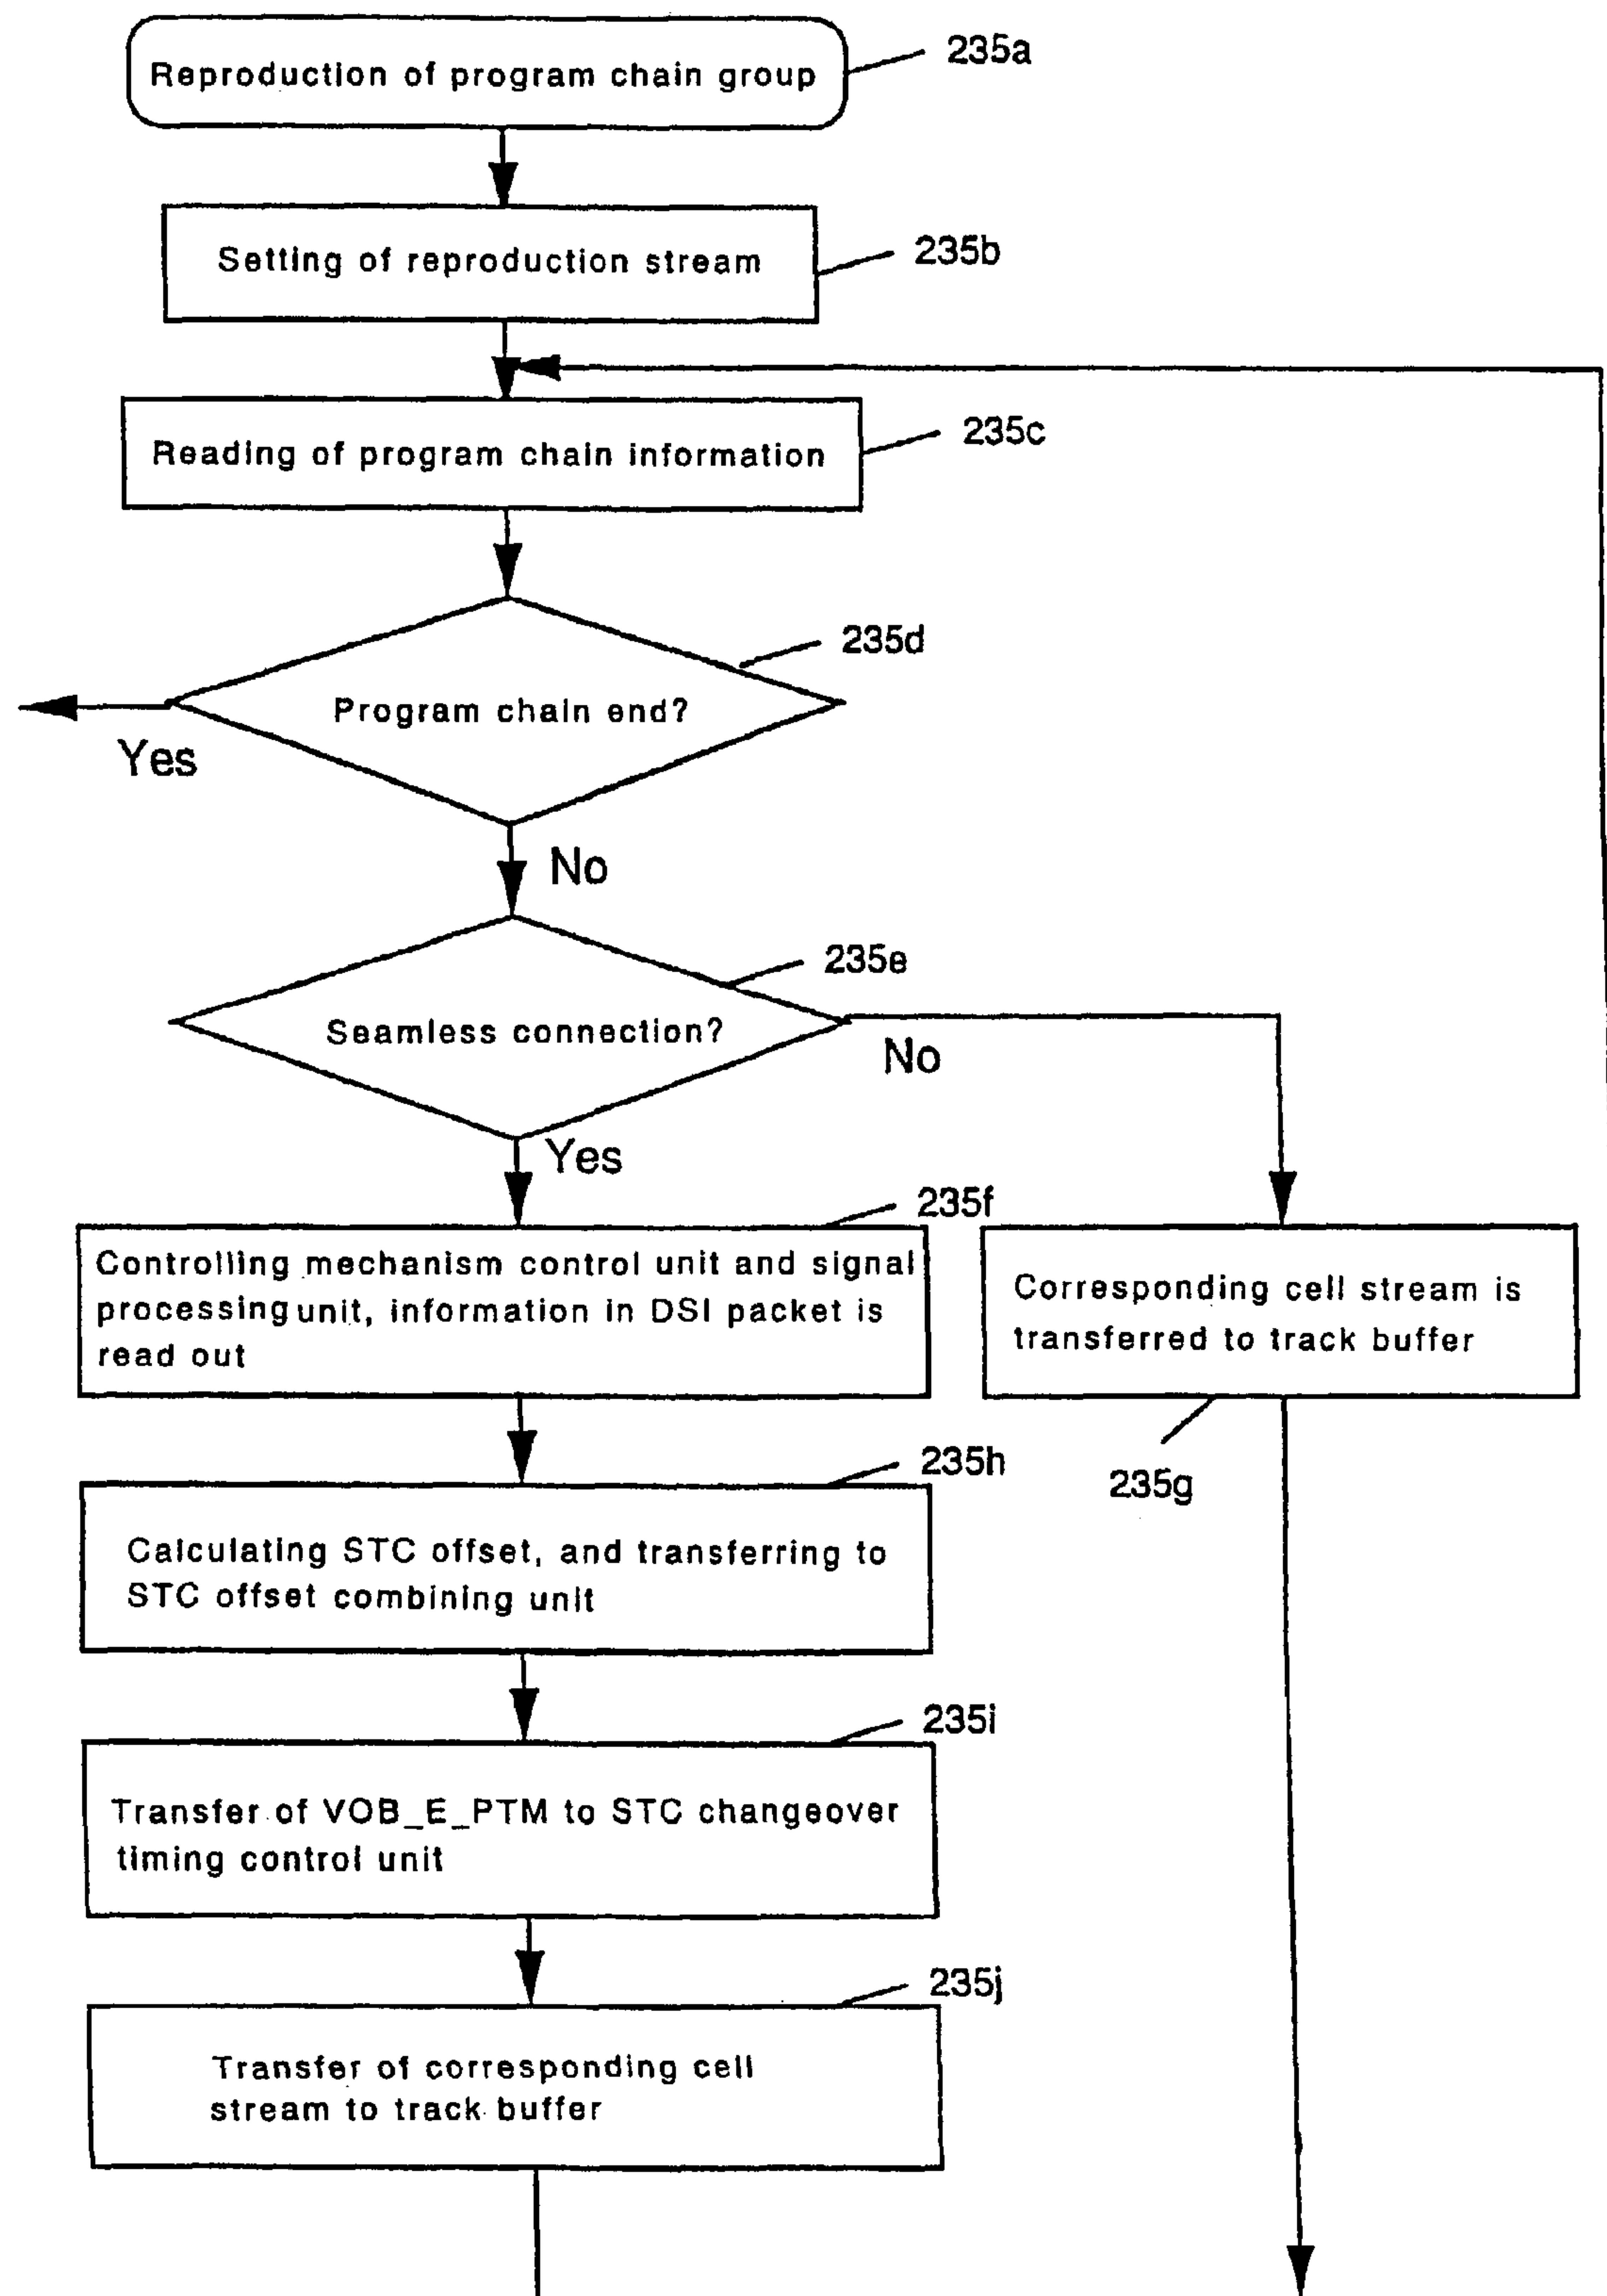 Reproduction of program chain group
235a
Setting of reproduction stream
235b
Reading of program chain information
235c
235d
Program chain end?
Yes
No
235e
Seamless connection?
No
Yes
235f
Controlling mechanism control unit and signal
processing unit, information in DSI packet is
read out
Corresponding cell stream is
transferred to track buffer
235g
235h
Calculating STC offset, and transferring to
STC offset combining unit
235i
Transfer of VOB_E_PTM to STC changeover
timing control unit
235j
Transfer of corresponding cell
stream to track buffer